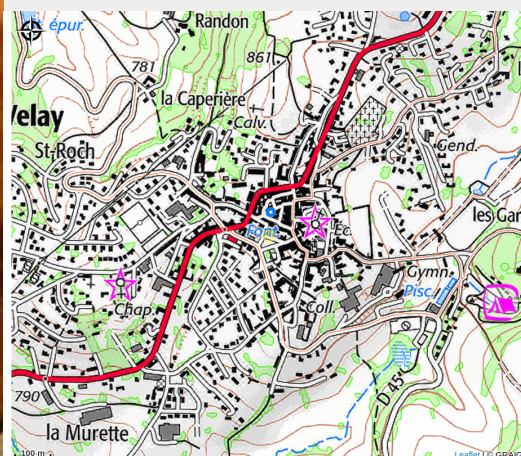 Randon
épur.
861
781
la Caperière
Velay
Calv.
St-Roch
Gend.
les Gar
Font.
Ec.
Gymn.
Pisc.
Chap.
Coll.
D 45
790
la Murette
100 m
Leaflet | © GRAIG